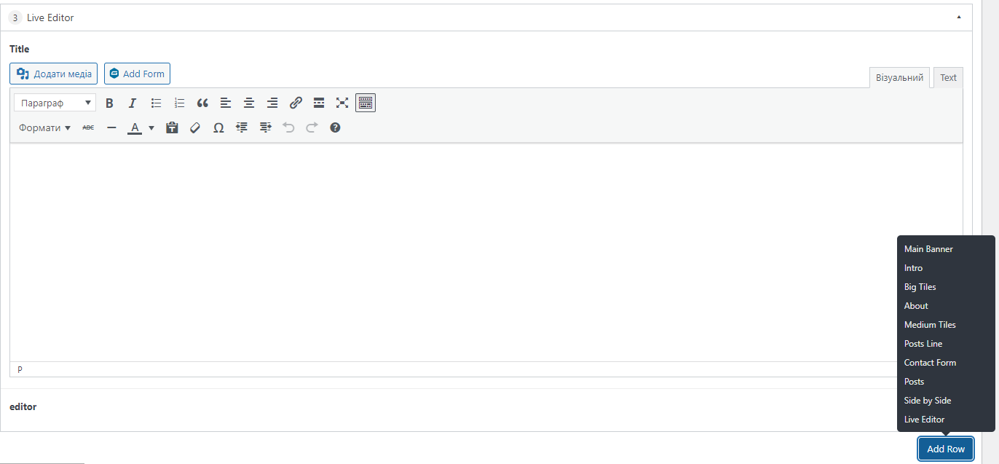 3 Live Editor
Title
Додати медіа Add Form
Візуальний Text
Параграф B I
Формати ABC A Ω ?
P
editor
Main Banner
Intro
Big Tiles
About
Medium Tiles
Posts Line
Contact Form
Posts
Side by Side
Live Editor
Add Row